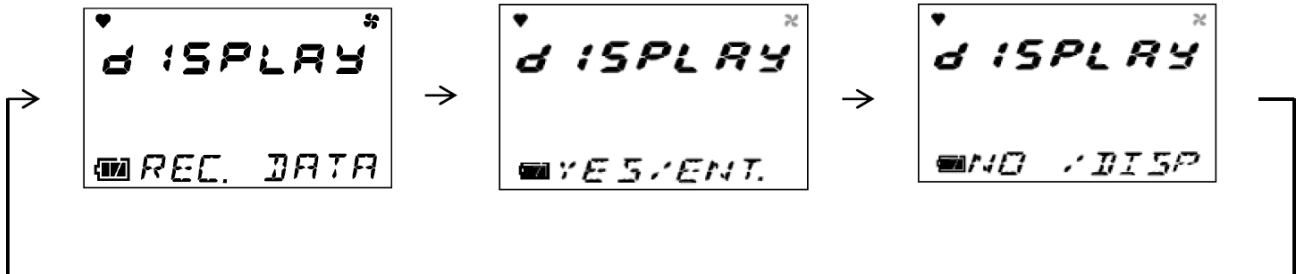 dISPLAY
REC. DATA
dISPLAY
YES/ENT.
dISPLAY
NO /DISP